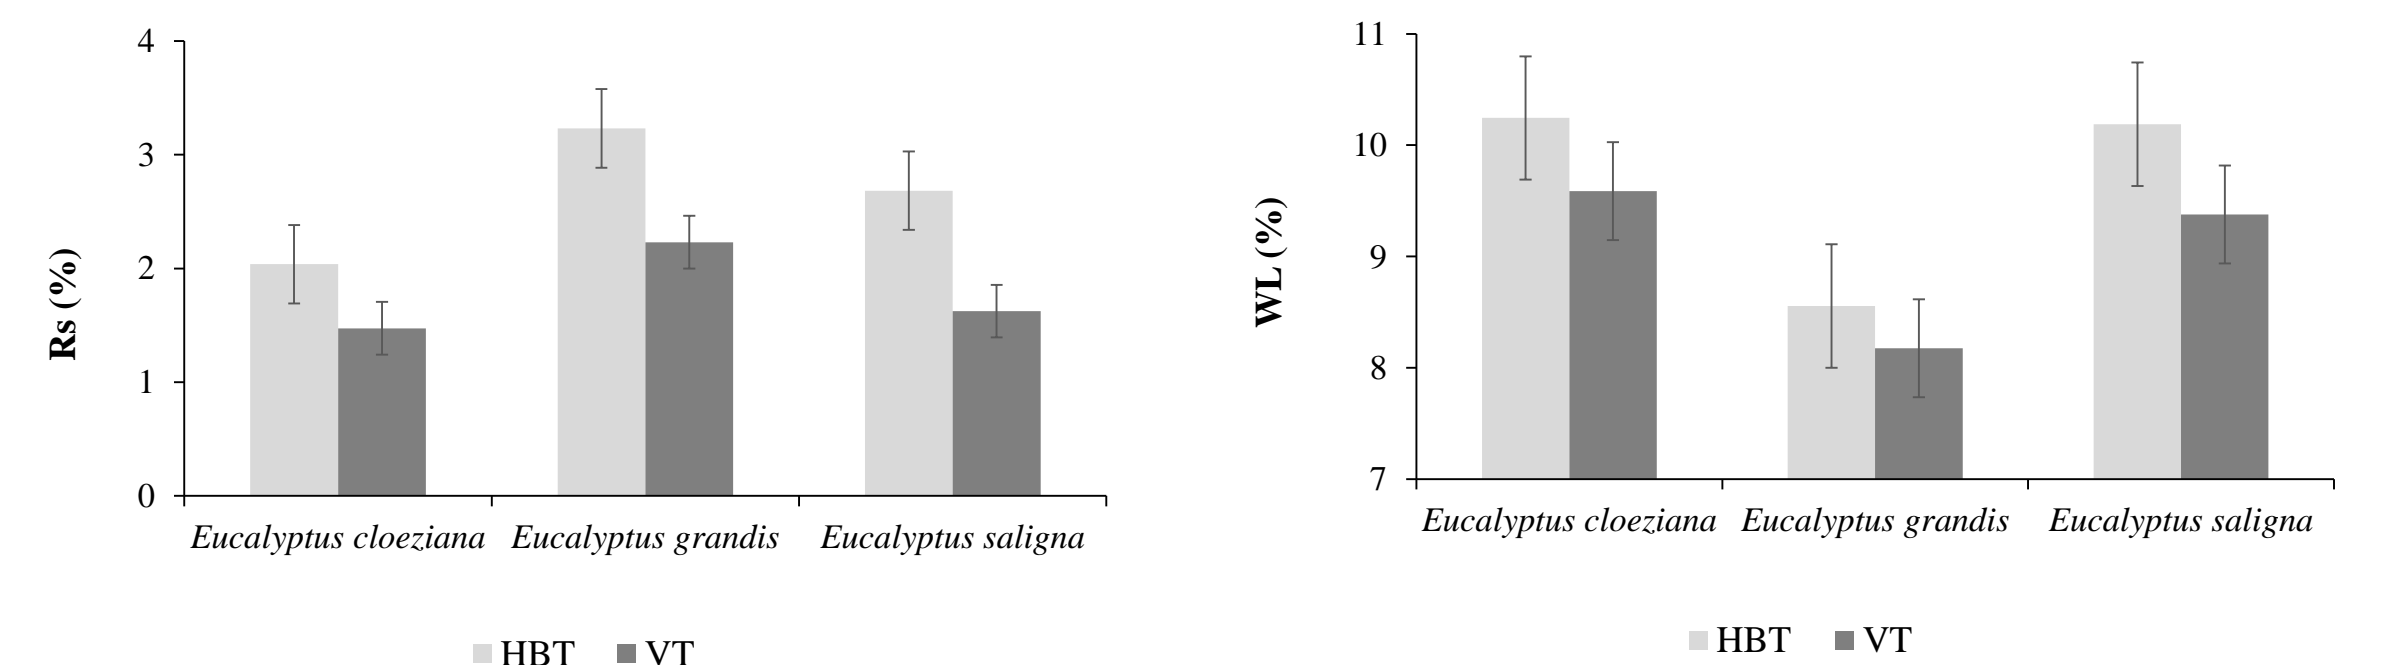 Rs (%)
4
3
2
1
0
Eucalyptus cloeziana Eucalyptus grandis Eucalyptus saligna
HBT VT
WL (%)
11
10
9
8
7
Eucalyptus cloeziana Eucalyptus grandis Eucalyptus saligna
HBT VT